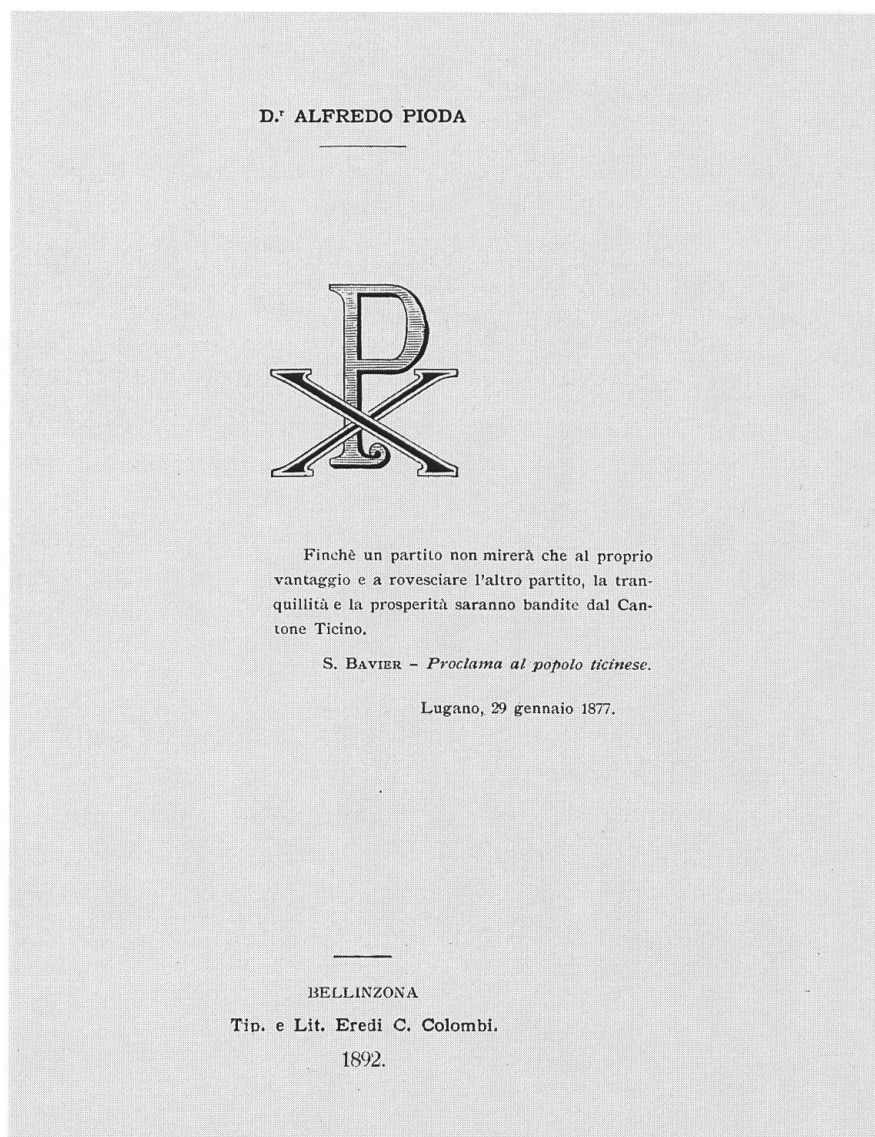 D.ʳ ALFREDO PIODA
Finchè un partito non mirerà che al proprio
vantaggio e a rovesciare l'altro partito, la tran-
quillità e la prosperità saranno bandite dal Can-
tone Ticino.
S. BAVIER – Proclama al popolo ticinese.
Lugano, 29 gennaio 1877.
BELLINZONA
Tip. e Lit. Eredi C. Colombi.
1892.